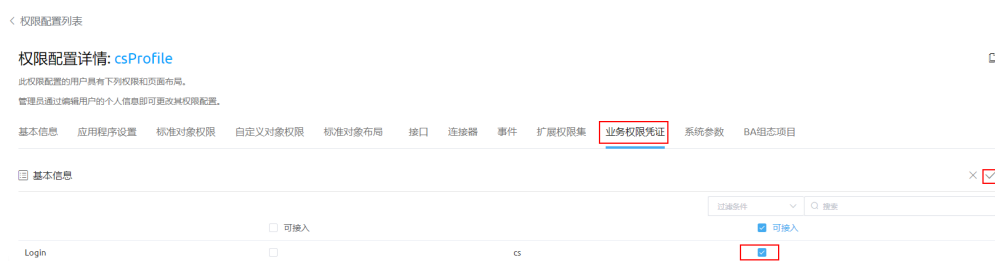 权限配置列表
权限配置详情: csProfile
此权限配置的用户具有下列权限和页面布局。
管理员通过编辑用户的个人信息即可更改其权限配置。
基本信息 应用程序设置 标准对象权限 自定义对象权限 标准对象布局 接口 连接器 事件 扩展权限集 业务权限凭证 系统参数 BA组态项目
基本信息
过滤条件 搜索
可接入 可接入
Login cs